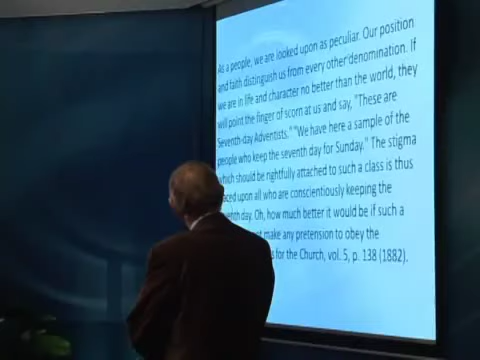 As a people, we are looked upon as peculiar. Our position
and faith distinguish us from every other denomination. If
we are in life and character no better than the world, they
will point the finger of scorn at us and say, "These are
Seventh-day Adventists." "We have here a sample of the
people who keep the seventh day for Sunday." The stigma
which should be rightfully attached to such a class is thus
upon all who are conscientiously keeping the
day. Oh, how much better it would be if such a
make any pretension to obey the
for the Church, vol. 5, p. 138 (1882).